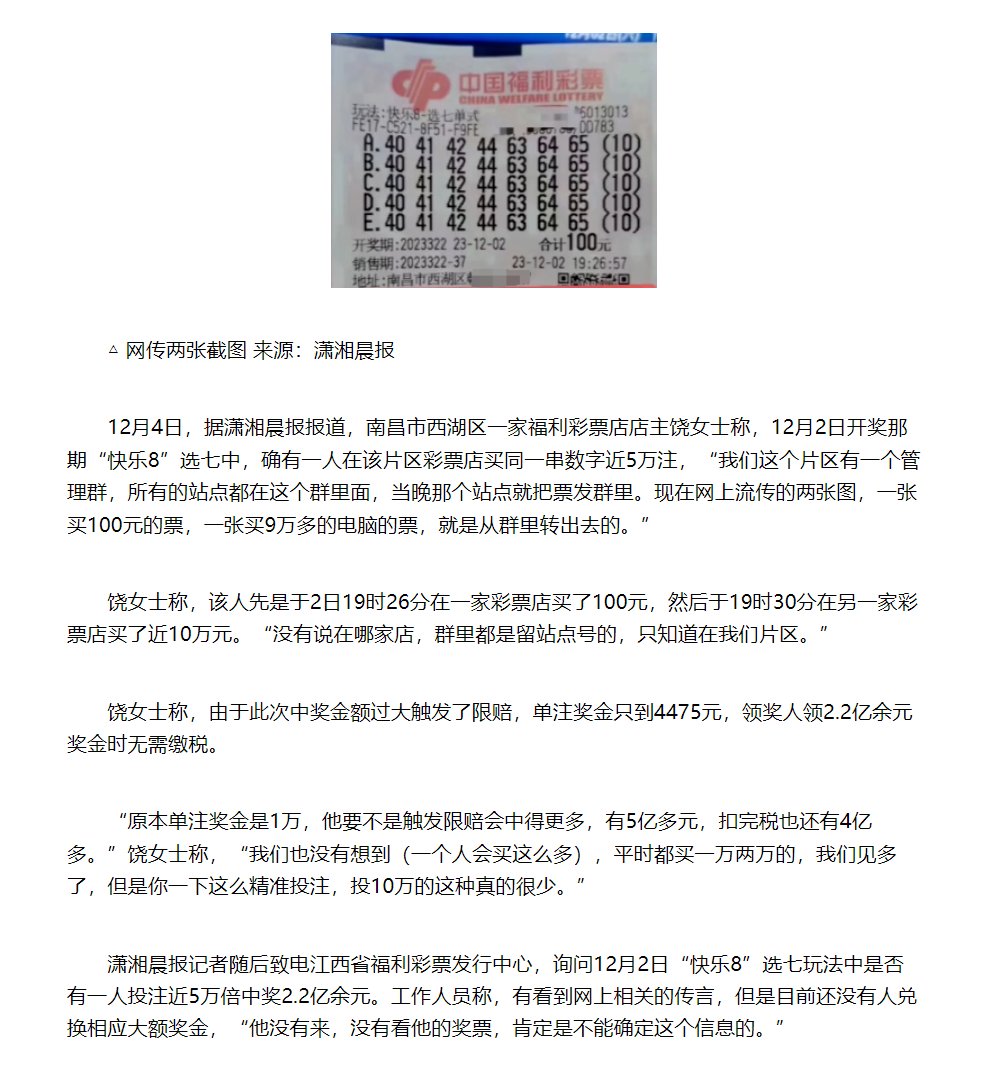 中国福利彩票
CHINA WELFARE LOTTERY
玩法:快乐8-选七单式
6013013
FE17-C521-8F51-F9FE
DD783
A.40 41 42 44 63 64 65 (10)
B.40 41 42 44 63 64 65 (10)
C.40 41 42 44 63 64 65 (10)
D.40 41 42 44 63 64 65 (10)
E.40 41 42 44 63 64 65 (10)
开奖期:2023322 23-12-02 合计100元
销售期:2023322-37 23-12-02 19:26:57
地址:南昌市西湖区
△ 网传两张截图 来源：潇湘晨报
12月4日，据潇湘晨报报道，南昌市西湖区一家福利彩票店店主饶女士称，12月2日开奖那
期“快乐8”选七中，确有一人在该片区彩票店买同一串数字近5万注，“我们这个片区有一个管
理群，所有的站点都在这个群里面，当晚那个站点就把票发群里。现在网上流传的两张图，一张
买100元的票，一张买9万多的电脑的票，就是从群里转出去的。”
饶女士称，该人先是于2日19时26分在一家彩票店买了100元，然后于19时30分在另一家彩
票店买了近10万元。“没有说在哪家店，群里都是留站点号的，只知道在我们片区。”
饶女士称，由于此次中奖金额过大触发了限赔，单注奖金只到4475元，领奖人领2.2亿余元
奖金时无需缴税。
“原本单注奖金是1万，他要不是触发限赔会中得更多，有5亿多元，扣完税也还有4亿
多。”饶女士称，“我们也没有想到（一个人会买这么多），平时都买一万两万的，我们见多
了，但是你一下这么精准投注，投10万的这种真的很少。”
潇湘晨报记者随后致电江西省福利彩票发行中心，询问12月2日“快乐8”选七玩法中是否
有一人投注近5万倍中奖2.2亿余元。工作人员称，有看到网上相关的传言，但是目前还没有人兑
换相应大额奖金，“他没有来，没有看他的奖票，肯定是不能确定这个信息的。”